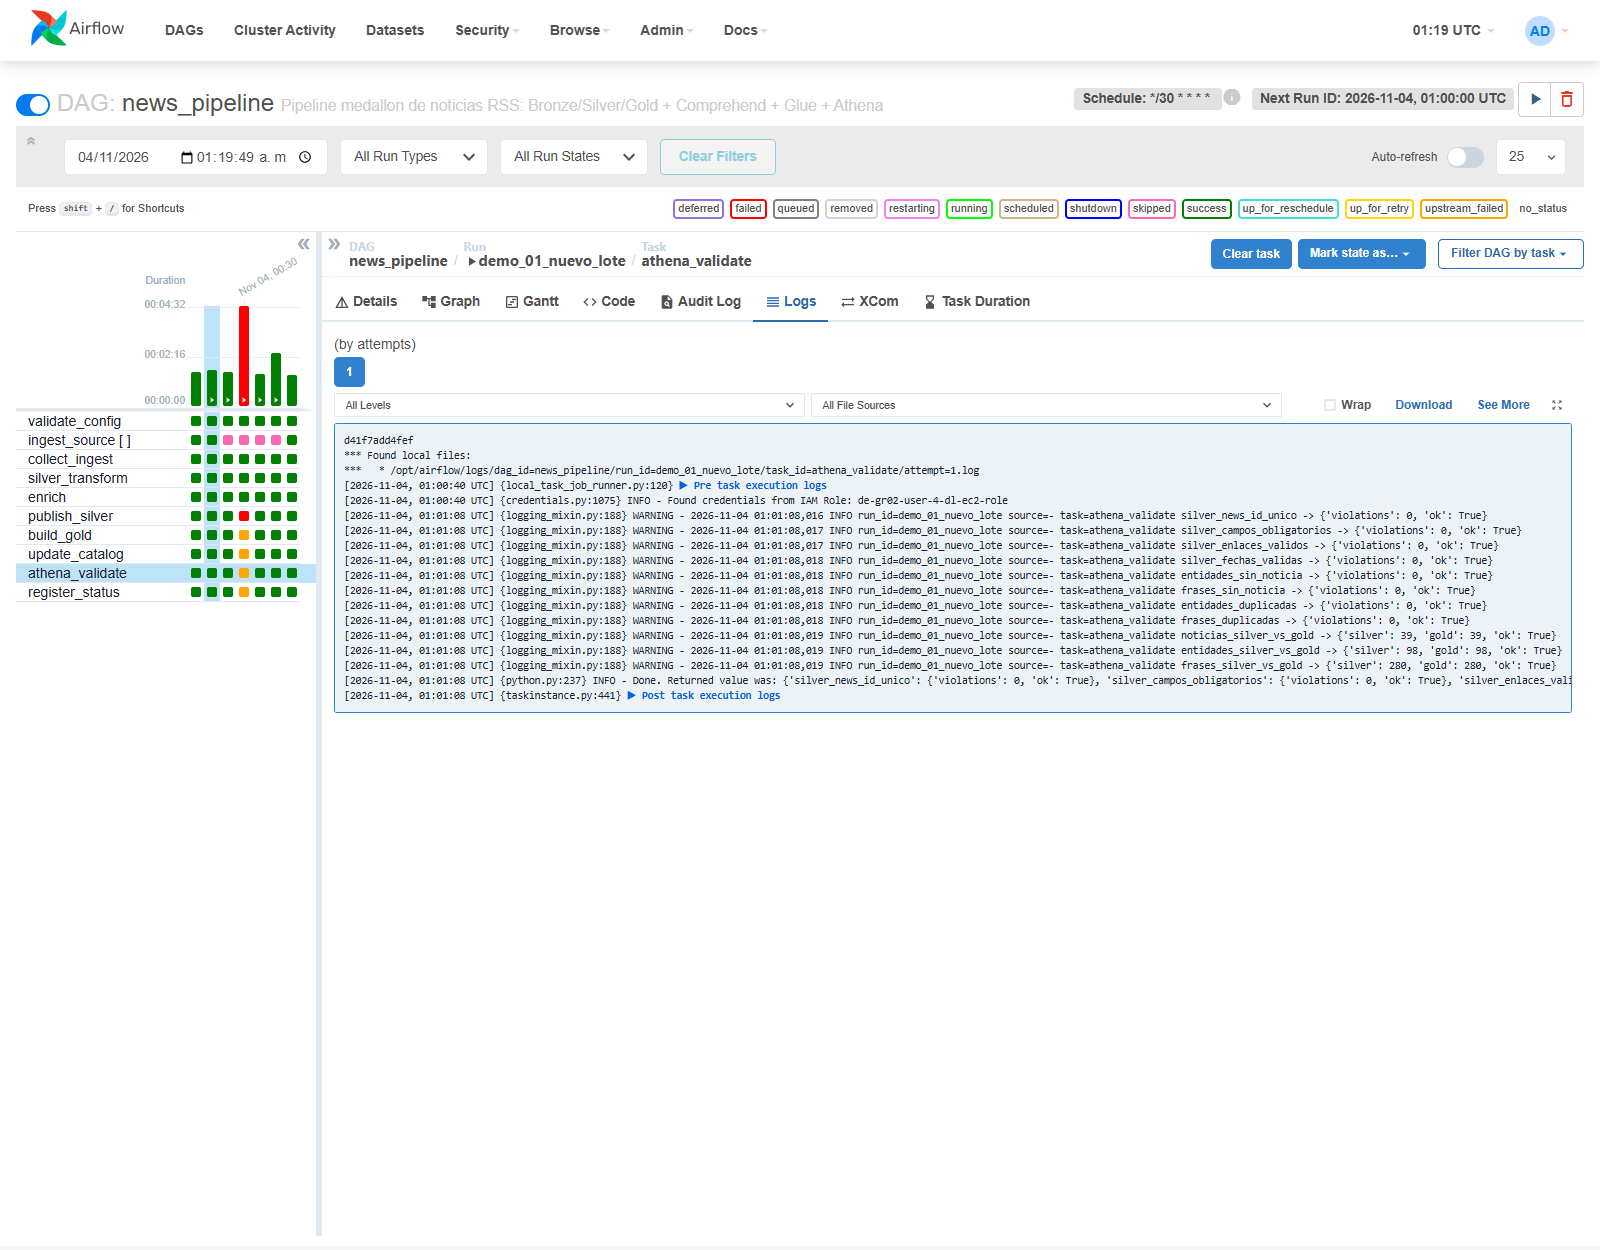 Airflow DAGs Cluster Activity Datasets Security Browse Admin Docs 01:19 UTC AD
DAG: news_pipeline Pipeline medallon de noticias RSS: Bronze/Silver/Gold + Comprehend + Glue + Athena Schedule: */30 * * * * i Next Run ID: 2026-11-04, 01:00:00 UTC
04/11/2026 01:19:49 a. m All Run Types All Run States Clear Filters Auto-refresh 25
Press shift + / for Shortcuts deferred failed queued removed restarting running scheduled shutdown skipped success up_for_reschedule up_for_retry upstream_failed no_status
DAG Run Task
news_pipeline / demo_01_nuevo_lote / athena_validate Clear task Mark state as... Filter DAG by task
Nov 04, 00:30
Duration
00:04:32
00:02:16
00:00:00
validate_config
ingest_source [ ]
collect_ingest
silver_transform
enrich
publish_silver
build_gold
update_catalog
athena_validate
register_status
Details Graph Gantt Code Audit Log Logs XCom Task Duration
(by attempts)
1
All Levels All File Sources Wrap Download See More
d41f7add4fef
*** Found local files:
***   * /opt/airflow/logs/dag_id=news_pipeline/run_id=demo_01_nuevo_lote/task_id=athena_validate/attempt=1.log
[2026-11-04, 01:00:40 UTC] {local_task_job_runner.py:120} ▶ Pre task execution logs
[2026-11-04, 01:00:40 UTC] {credentials.py:1075} INFO - Found credentials from IAM Role: de-gr02-user-4-dl-ec2-role
[2026-11-04, 01:01:08 UTC] {logging_mixin.py:188} WARNING - 2026-11-04 01:01:08,016 INFO run_id=demo_01_nuevo_lote source=- task=athena_validate silver_news_id_unico -> {'violations': 0, 'ok': True}
[2026-11-04, 01:01:08 UTC] {logging_mixin.py:188} WARNING - 2026-11-04 01:01:08,017 INFO run_id=demo_01_nuevo_lote source=- task=athena_validate silver_campos_obligatorios -> {'violations': 0, 'ok': True}
[2026-11-04, 01:01:08 UTC] {logging_mixin.py:188} WARNING - 2026-11-04 01:01:08,017 INFO run_id=demo_01_nuevo_lote source=- task=athena_validate silver_enlaces_validos -> {'violations': 0, 'ok': True}
[2026-11-04, 01:01:08 UTC] {logging_mixin.py:188} WARNING - 2026-11-04 01:01:08,018 INFO run_id=demo_01_nuevo_lote source=- task=athena_validate silver_fechas_validas -> {'violations': 0, 'ok': True}
[2026-11-04, 01:01:08 UTC] {logging_mixin.py:188} WARNING - 2026-11-04 01:01:08,018 INFO run_id=demo_01_nuevo_lote source=- task=athena_validate entidades_sin_noticia -> {'violations': 0, 'ok': True}
[2026-11-04, 01:01:08 UTC] {logging_mixin.py:188} WARNING - 2026-11-04 01:01:08,018 INFO run_id=demo_01_nuevo_lote source=- task=athena_validate frases_sin_noticia -> {'violations': 0, 'ok': True}
[2026-11-04, 01:01:08 UTC] {logging_mixin.py:188} WARNING - 2026-11-04 01:01:08,018 INFO run_id=demo_01_nuevo_lote source=- task=athena_validate entidades_duplicadas -> {'violations': 0, 'ok': True}
[2026-11-04, 01:01:08 UTC] {logging_mixin.py:188} WARNING - 2026-11-04 01:01:08,018 INFO run_id=demo_01_nuevo_lote source=- task=athena_validate frases_duplicadas -> {'violations': 0, 'ok': True}
[2026-11-04, 01:01:08 UTC] {logging_mixin.py:188} WARNING - 2026-11-04 01:01:08,019 INFO run_id=demo_01_nuevo_lote source=- task=athena_validate noticias_silver_vs_gold -> {'silver': 39, 'gold': 39, 'ok': True}
[2026-11-04, 01:01:08 UTC] {logging_mixin.py:188} WARNING - 2026-11-04 01:01:08,019 INFO run_id=demo_01_nuevo_lote source=- task=athena_validate entidades_silver_vs_gold -> {'silver': 98, 'gold': 98, 'ok': True}
[2026-11-04, 01:01:08 UTC] {logging_mixin.py:188} WARNING - 2026-11-04 01:01:08,019 INFO run_id=demo_01_nuevo_lote source=- task=athena_validate frases_silver_vs_gold -> {'silver': 280, 'gold': 280, 'ok': True}
[2026-11-04, 01:01:08 UTC] {python.py:237} INFO - Done. Returned value was: {'silver_news_id_unico': {'violations': 0, 'ok': True}, 'silver_campos_obligatorios': {'violations': 0, 'ok': True}, 'silver_enlaces_vali
[2026-11-04, 01:01:08 UTC] {taskinstance.py:441} ▶ Post task execution logs